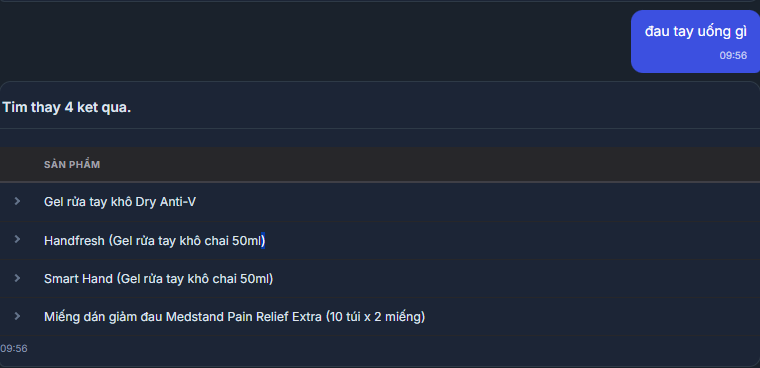 đau tay uống gì
09:56
Tim thay 4 ket qua.
SẢN PHẨM
Gel rửa tay khô Dry Anti-V
Handfresh (Gel rửa tay khô chai 50ml)
Smart Hand (Gel rửa tay khô chai 50ml)
Miếng dán giảm đau Medstand Pain Relief Extra (10 túi x 2 miếng)
09:56